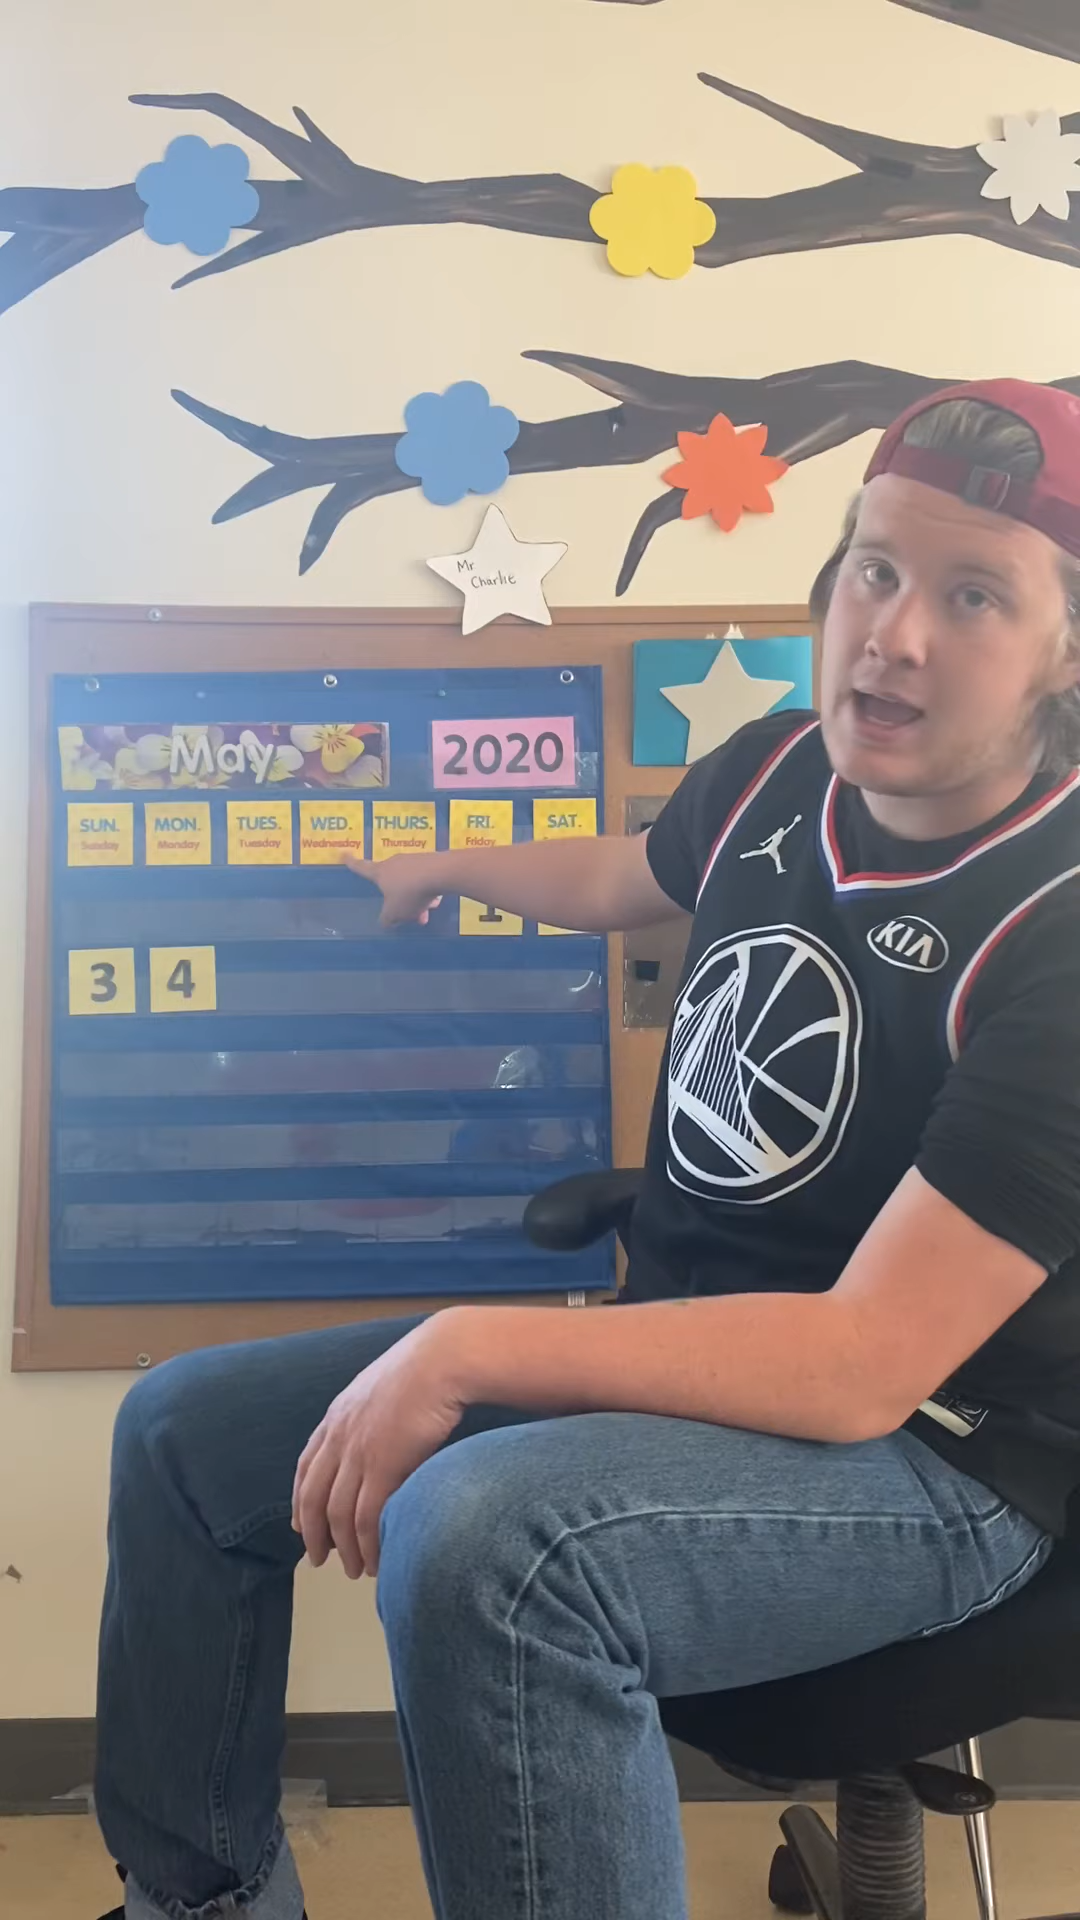 Mr
Charlie
May 2020
SUN. MON. TUES. WED. THURS. FRI. SAT.
Sunday Monday Tuesday Wednesday Thursday Friday
1
3 4
KIA